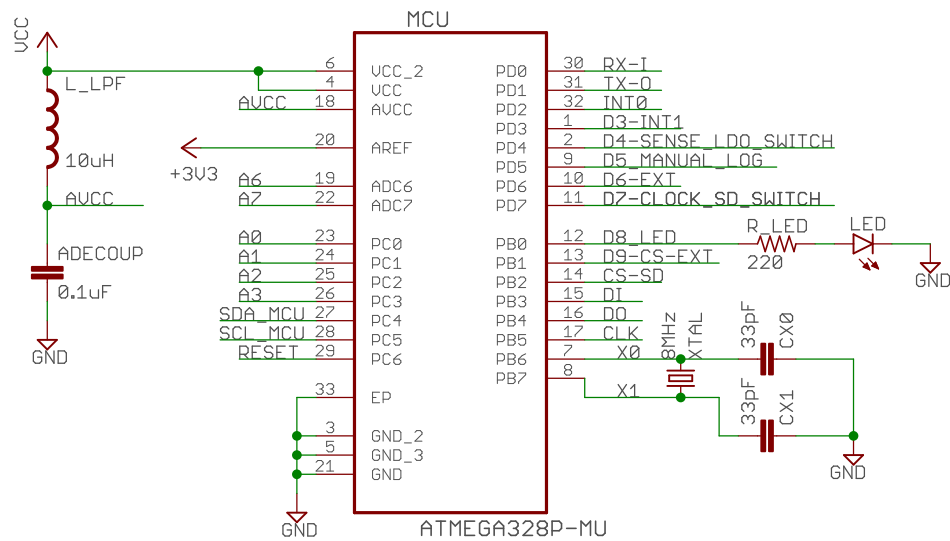 MCU
VCC
L_LPF
10uH
AVCC
ADECOUP
0.1uF
GND
+3V3
6 VCC_2
4 VCC
AVCC 18 AVCC
20 AREF
A6 19 ADC6
A7 22 ADC7
A0 23 PC0
A1 24 PC1
A2 25 PC2
A3 26 PC3
SDA_MCU 27 PC4
SCL_MCU 28 PC5
RESET 29 PC6
33 EP
3 GND_2
5 GND_3
21 GND
GND
PD0 30 RX-I
PD1 31 TX-O
PD2 32 INT0
PD3 1 D3-INT1
PD4 2 D4-SENSE_LDO_SWITCH
PD5 9 D5_MANUAL_LOG
PD6 10 D6-EXT
PD7 11 D7-CLOCK_SD_SWITCH
PB0 12 D8_LED
PB1 13 D9-CS-EXT
PB2 14 CS-SD
PB3 15 DI
PB4 16 DO
PB5 17 CLK
PB6 7 X0
PB7 8 X1
R_LED
220
LED
GND
8MHz
XTAL
33pF
CX0
33pF
CX1
GND
ATMEGA328P-MU